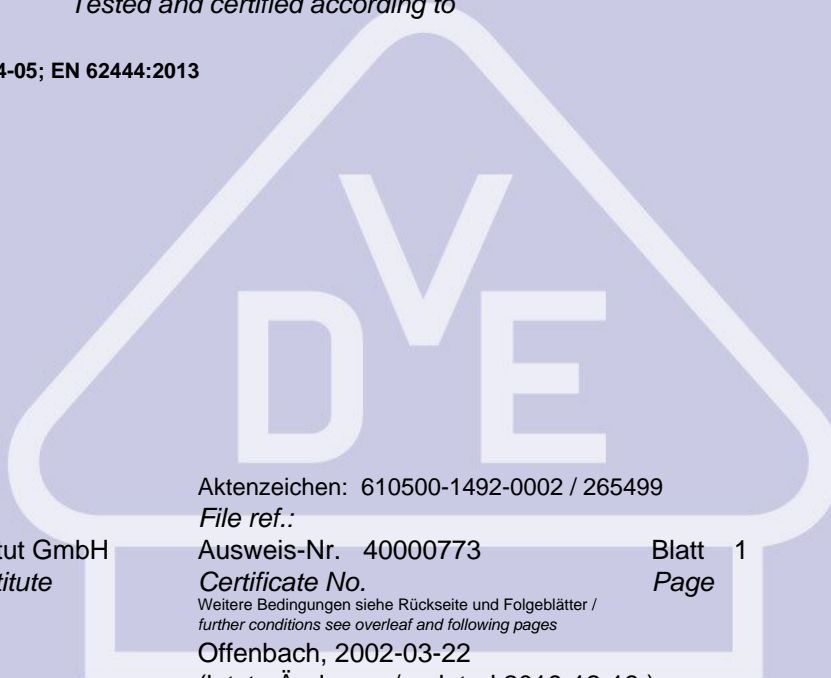 Tested and certified according to
4-05; EN 62444:2013
VDE
Aktenzeichen: 610500-1492-0002 / 265499
File ref.:
GmbH Ausweis-Nr. 40000773 Blatt 1
Certificate No. Page
Weitere Bedingungen siehe Rückseite und Folgeblätter /
further conditions see overleaf and following pages
Offenbach, 2002-03-22